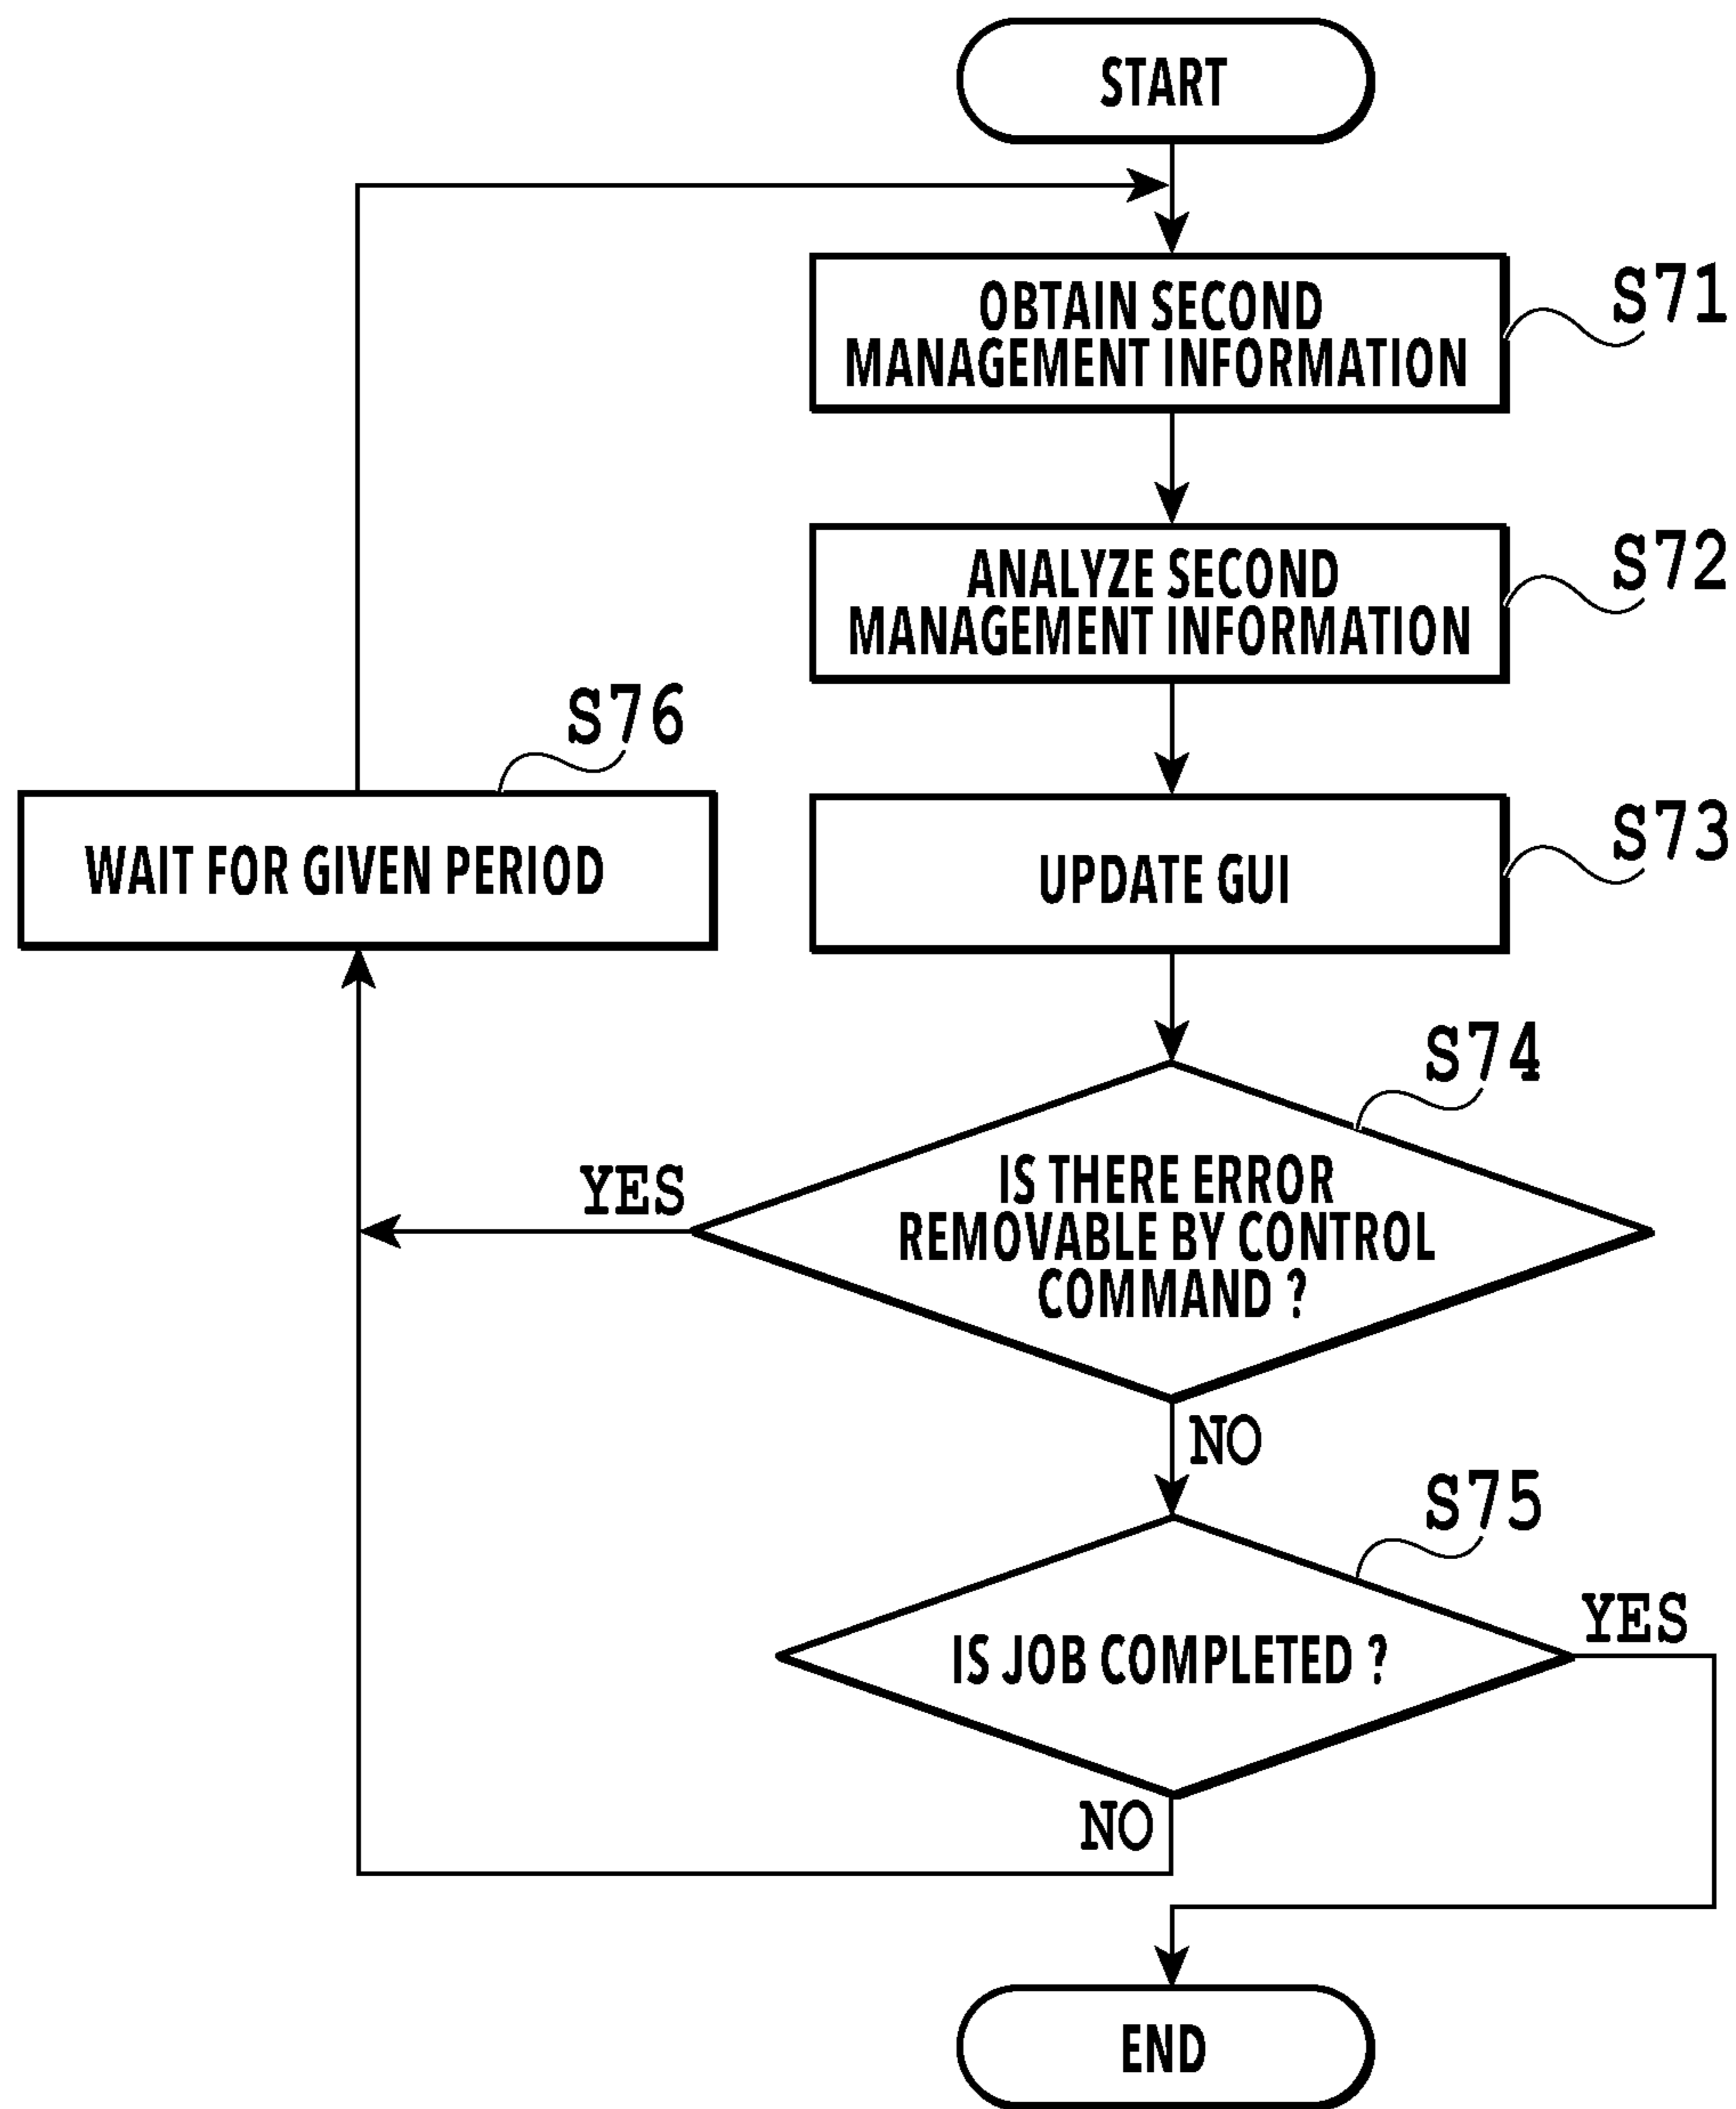 START
OBTAIN SECOND
MANAGEMENT INFORMATION
S71
ANALYZE SECOND
MANAGEMENT INFORMATION
S72
S76
WAIT FOR GIVEN PERIOD
UPDATE GUI
S73
S74
IS THERE ERROR
REMOVABLE BY CONTROL
COMMAND ?
YES
NO
S75
IS JOB COMPLETED ?
YES
NO
END